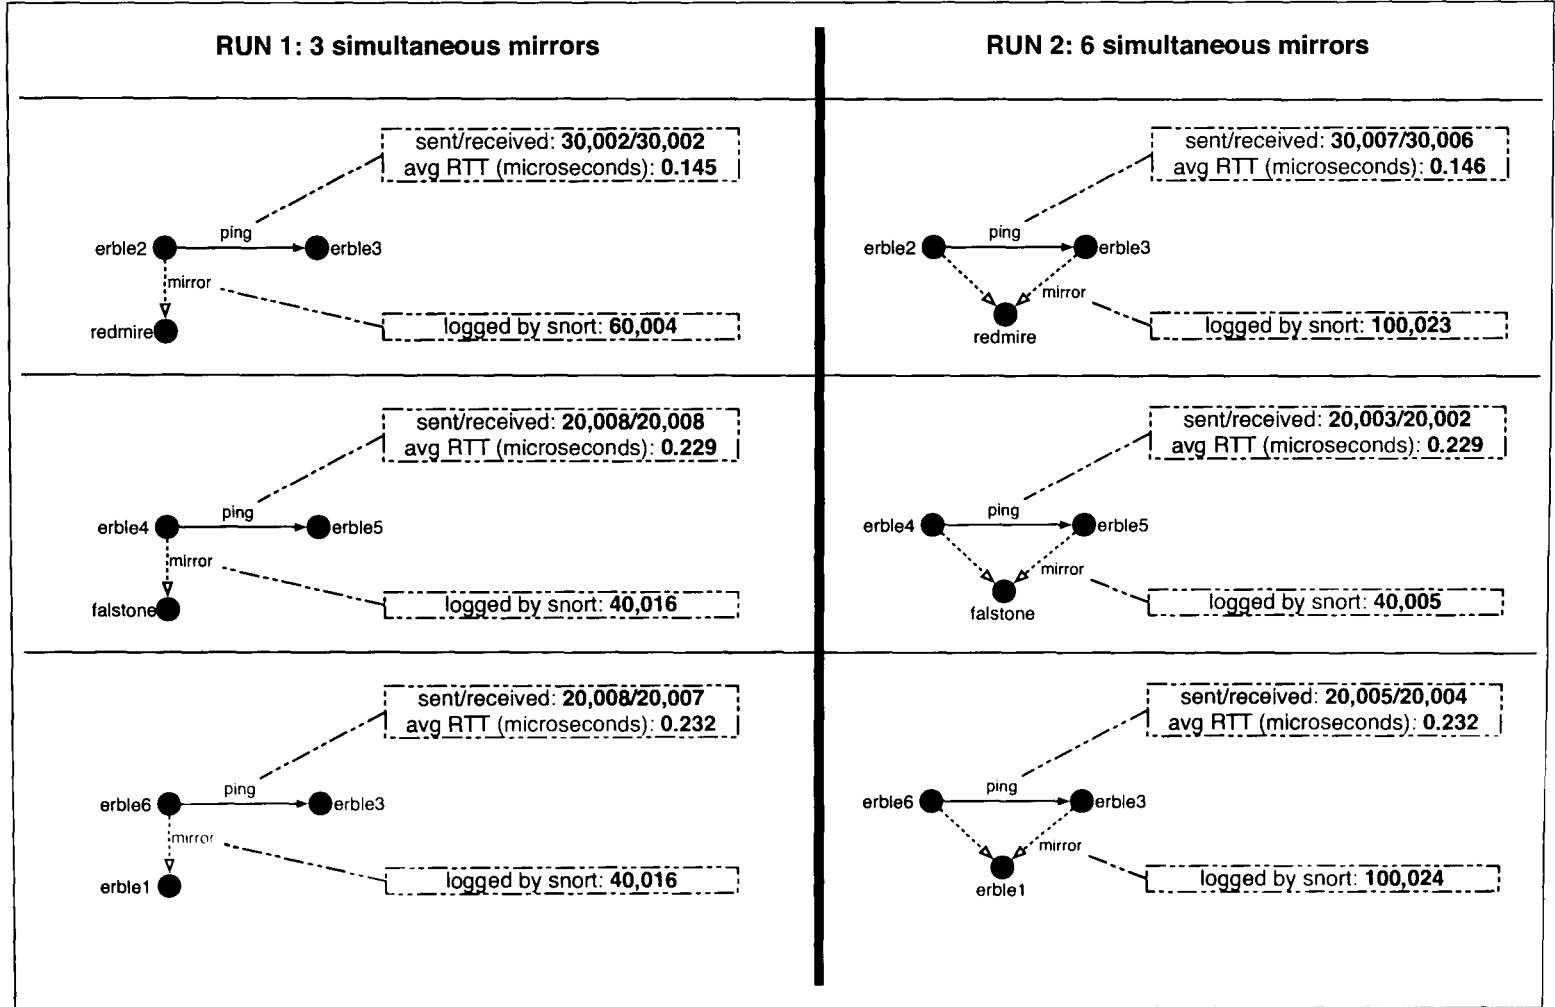 RUN 1: 3 simultaneous mirrors
sent/received: 30,002/30,002
avg RTT (microseconds): 0.145
ping
erble2
erble3
mirror
redmire
logged by snort: 60,004
sent/received: 20,008/20,008
avg RTT (microseconds): 0.229
ping
erble4
erble5
mirror
falstone
logged by snort: 40,016
sent/received: 20,008/20,007
avg RTT (microseconds): 0.232
ping
erble6
erble3
mirror
erble1
logged by snort: 40,016
RUN 2: 6 simultaneous mirrors
sent/received: 30,007/30,006
avg RTT (microseconds): 0.146
ping
erble2
erble3
mirror
redmire
logged by snort: 100,023
sent/received: 20,003/20,002
avg RTT (microseconds): 0.229
ping
erble4
erble5
mirror
falstone
logged by snort: 40,005
sent/received: 20,005/20,004
avg RTT (microseconds): 0.232
ping
erble6
erble3
mirror
erble1
logged by snort: 100,024